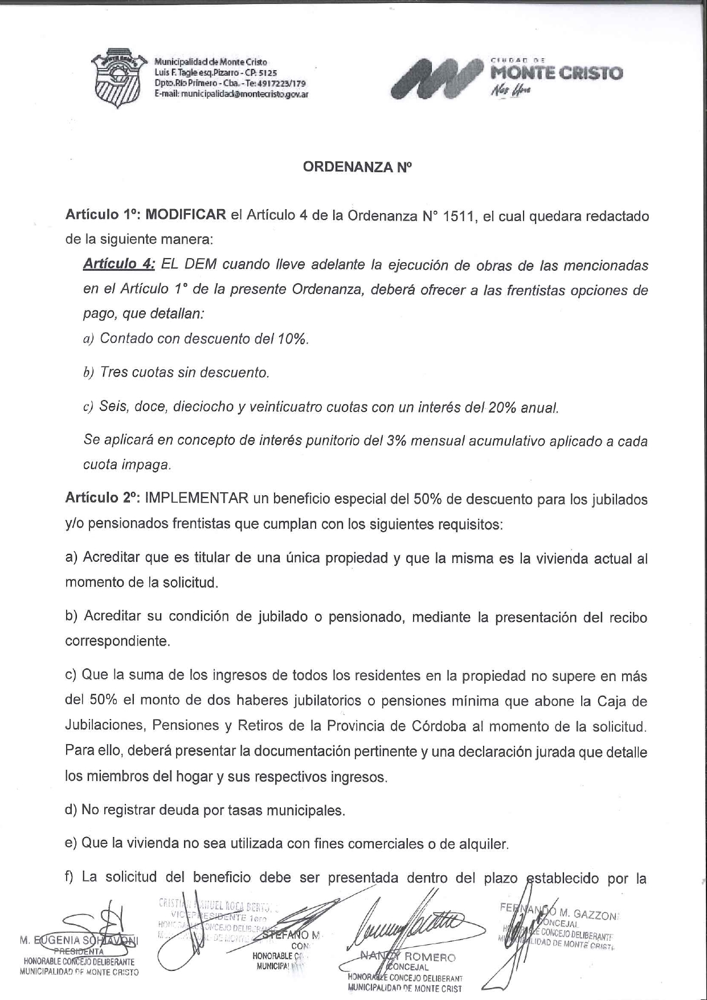 MONTE CRISTO
Municipalidad de Monte Cristo
Luis F. Tagle esq. Pizarro - CP: 5125
Dpto. Río Primero - Cba. - Te: 4917223/179
E-mail: municipalidad@montecristo.gov.ar
CIUDAD DE
MONTE CRISTO
Nos Une
ORDENANZA Nº
Artículo 1º: MODIFICAR el Artículo 4 de la Ordenanza N° 1511, el cual quedara redactado
de la siguiente manera:
Artículo 4: EL DEM cuando lleve adelante la ejecución de obras de las mencionadas
en el Artículo 1° de la presente Ordenanza, deberá ofrecer a las frentistas opciones de
pago, que detallan:
a) Contado con descuento del 10%.
b) Tres cuotas sin descuento.
c) Seis, doce, dieciocho y veinticuatro cuotas con un interés del 20% anual.
Se aplicará en concepto de interés punitorio del 3% mensual acumulativo aplicado a cada
cuota impaga.
Artículo 2º: IMPLEMENTAR un beneficio especial del 50% de descuento para los jubilados
y/o pensionados frentistas que cumplan con los siguientes requisitos:
a) Acreditar que es titular de una única propiedad y que la misma es la vivienda actual al
momento de la solicitud.
b) Acreditar su condición de jubilado o pensionado, mediante la presentación del recibo
correspondiente.
c) Que la suma de los ingresos de todos los residentes en la propiedad no supere en más
del 50% el monto de dos haberes jubilatorios o pensiones mínima que abone la Caja de
Jubilaciones, Pensiones y Retiros de la Provincia de Córdoba al momento de la solicitud.
Para ello, deberá presentar la documentación pertinente y una declaración jurada que detalle
los miembros del hogar y sus respectivos ingresos.
d) No registrar deuda por tasas municipales.
e) Que la vivienda no sea utilizada con fines comerciales o de alquiler.
f) La solicitud del beneficio debe ser presentada dentro del plazo establecido por la
M. EUGENIA SCHIAVONI
PRESIDENTA
HONORABLE CONCEJO DELIBERANTE
MUNICIPALIDAD DE MONTE CRISTO
CRISTIAN MANUEL ROCA
VICEPRESIDENTE 1ero
CONCEJO
DE
STEFANO M
CON
HONORABLE
MUNICIPA
NANCY ROMERO
CONCEJAL
HONORABLE CONCEJO DELIBERANT
MUNICIPALIDAD DE MONTE CRIST
FERNANDO M. GAZZON
CONCEJAL
CONCEJO DELIBERANTE
MUNICIPALIDAD DE MONTE CRISTO